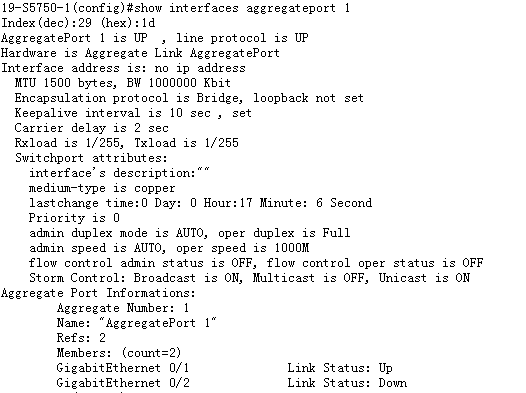 19-S5750-1(config)#show interfaces aggregateport 1
Index(dec):29 (hex):1d
AggregatePort 1 is UP  , line protocol is UP
Hardware is Aggregate Link AggregatePort
Interface address is: no ip address
MTU 1500 bytes, BW 1000000 Kbit
Encapsulation protocol is Bridge, loopback not set
Keepalive interval is 10 sec , set
Carrier delay is 2 sec
Rxload is 1/255, Txload is 1/255
Switchport attributes:
interface's description:""
medium-type is copper
lastchange time:0 Day: 0 Hour:17 Minute: 6 Second
Priority is 0
admin duplex mode is AUTO, oper duplex is Full
admin speed is AUTO, oper speed is 1000M
flow control admin status is OFF, flow control oper status is OFF
Storm Control: Broadcast is ON, Multicast is OFF, Unicast is ON
Aggregate Port Informations:
Aggregate Number: 1
Name: "AggregatePort 1"
Refs: 2
Members: (count=2)
GigabitEthernet 0/1 Link Status: Up
GigabitEthernet 0/2 Link Status: Down